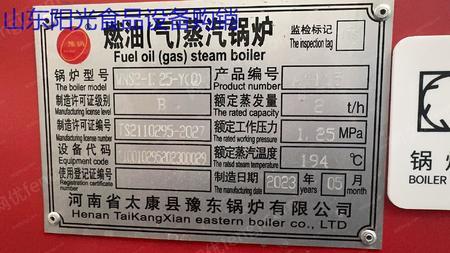 山东阳光食品设备购销
豫锅
燃油(气)蒸汽锅炉
Fuel oil (gas) steam boiler
监检标记
The inspection tag
锅炉型号
The boiler model
WNS2-1.25-Y(Q)
产品编号
Product number
制造许可证级别
Manufacturing license level
B
额定蒸发量
The rated capacity
2 t/h
制造许可证编号
Manufacturing license number
TS2110295-2027
额定工作压力
The rated working pressure
1.25 MPa
设备代码
Equipment code
额定蒸汽温度
The rated steam temperature
194 ℃
使用登记证编号
Registration certificate number
制造日期
The manufacturing date
2023 年 year 05 月 month
河南省太康县豫东锅炉有限公司
Henan TaiKangXian eastern boiler co., LTD
锅炉
BOILER